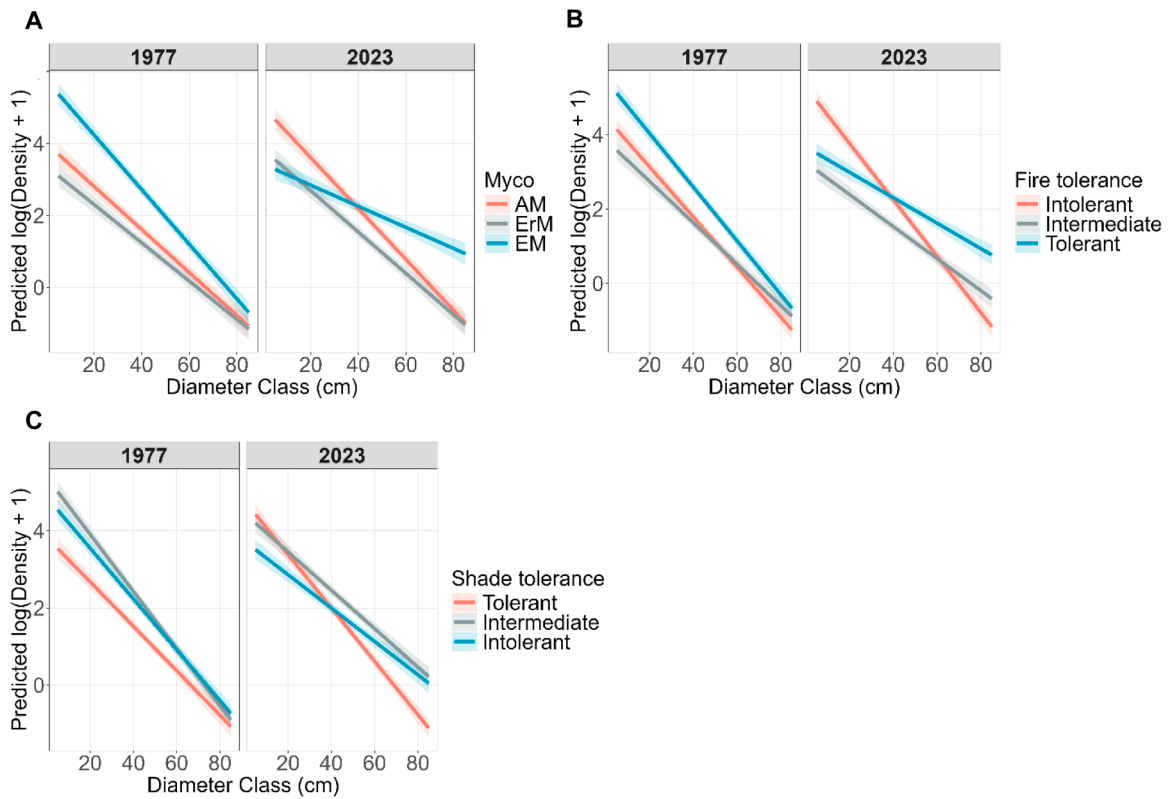 A
1977
2023
Predicted log(Density + 1)
4
2
0
20
40
60
80
20
40
60
80
Diameter Class (cm)
Myco
AM
ErM
EM
B
1977
2023
Predicted log(Density + 1)
4
2
0
20
40
60
80
20
40
60
80
Diameter Class (cm)
Fire tolerance
Intolerant
Intermediate
Tolerant
C
1977
2023
Predicted log(Density + 1)
4
2
0
20
40
60
80
20
40
60
80
Diameter Class (cm)
Shade tolerance
Tolerant
Intermediate
Intolerant